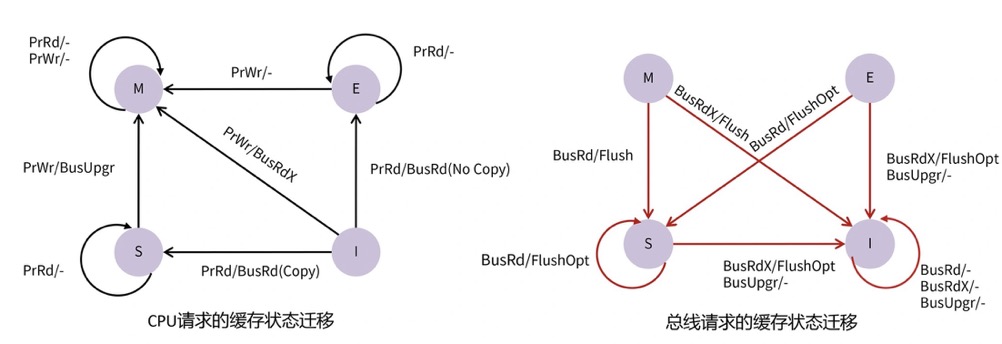 PrRd/-
PrWr/-
M
PrWr/-
E
PrRd/-
PrWr/BusUpgr
PrWr/BusRdX
PrRd/BusRd(No Copy)
S
I
PrRd/-
PrRd/BusRd(Copy)
CPU请求的缓存状态迁移
M
E
BusRdX/Flush
BusRd/FlushOpt
BusRd/Flush
BusRdX/FlushOpt
BusUpgr/-
S
I
BusRd/FlushOpt
BusRdX/FlushOpt
BusUpgr/-
BusRd/-
BusRdX/-
BusUpgr/-
总线请求的缓存状态迁移